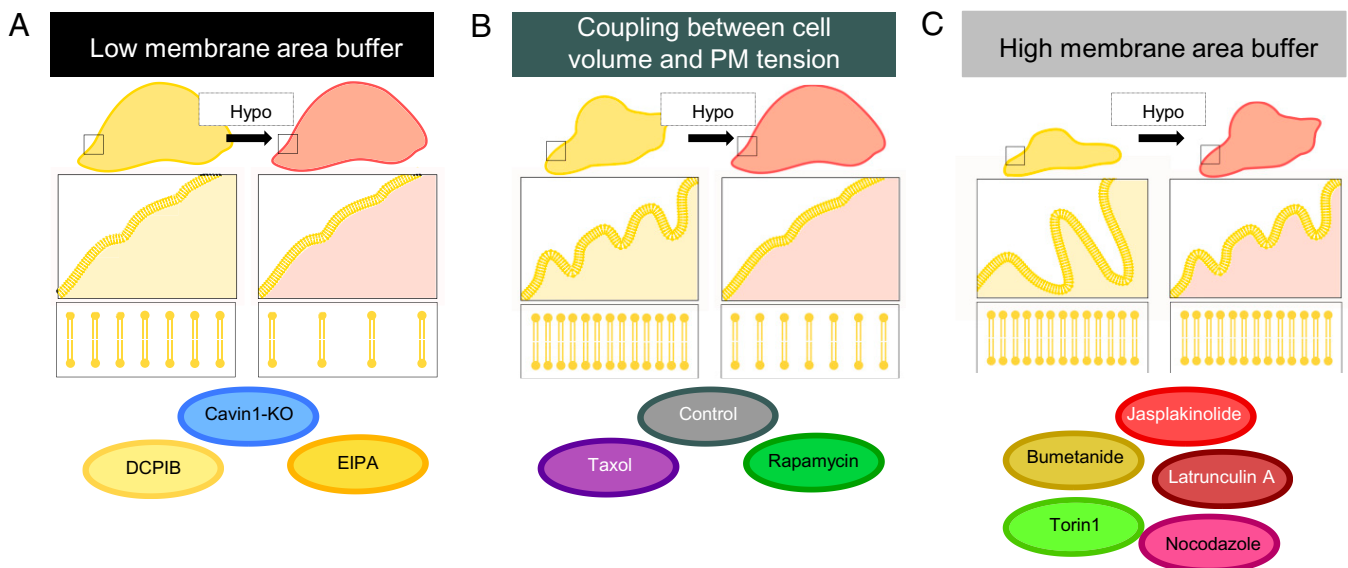 A
Low membrane area buffer
Hypo
Cavin1-KO
DCPIB
EIPA
B
Coupling between cell
volume and PM tension
Hypo
Control
Taxol
Rapamycin
C
High membrane area buffer
Hypo
Jasplakinolide
Bumetanide
Latrunculin A
Torin1
Nocodazole